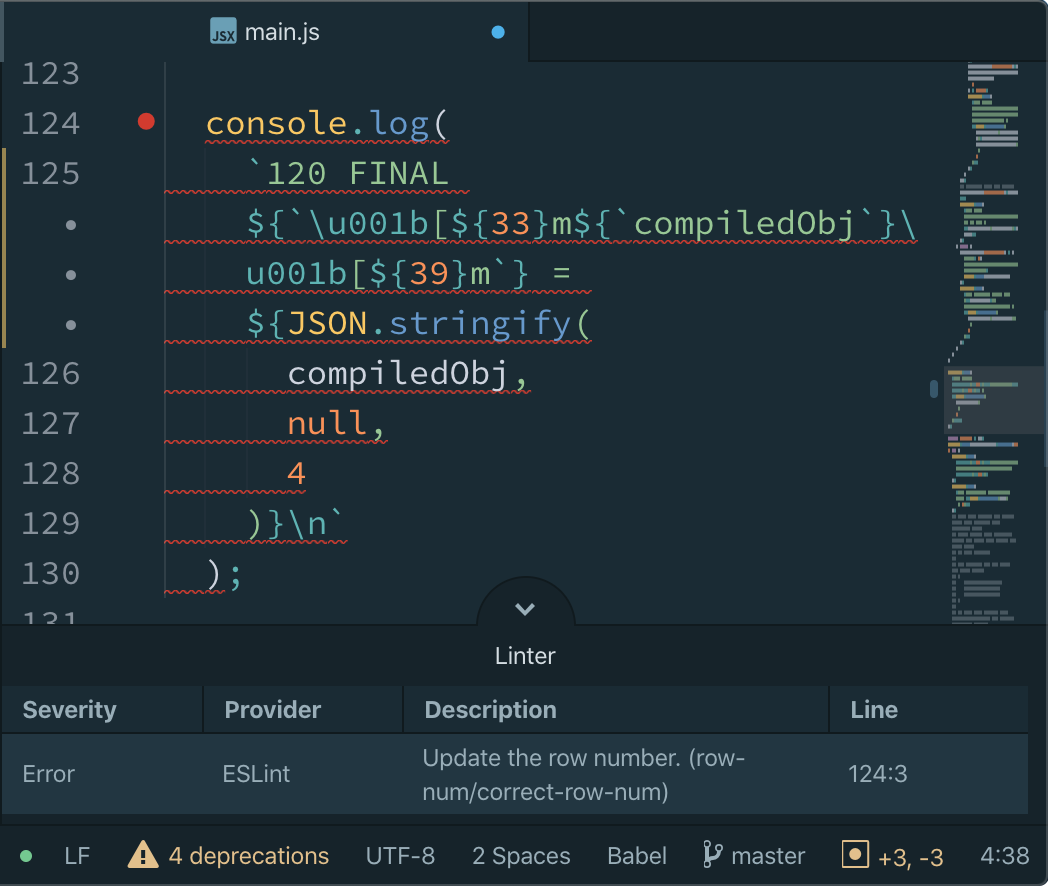 JSX main.js
123
124 console.log(
125 `120 FINAL
${`\u001b[${33}m${`compiledObj`}\
u001b[${39}m`} =
${JSON.stringify(
126 compiledObj,
127 null,
128 4
129 )}\n`
130 );
131
Linter
Severity Provider Description Line
Error ESLint Update the row number. (row-
num/correct-row-num) 124:3
LF 4 deprecations UTF-8 2 Spaces Babel master +3, -3 4:38